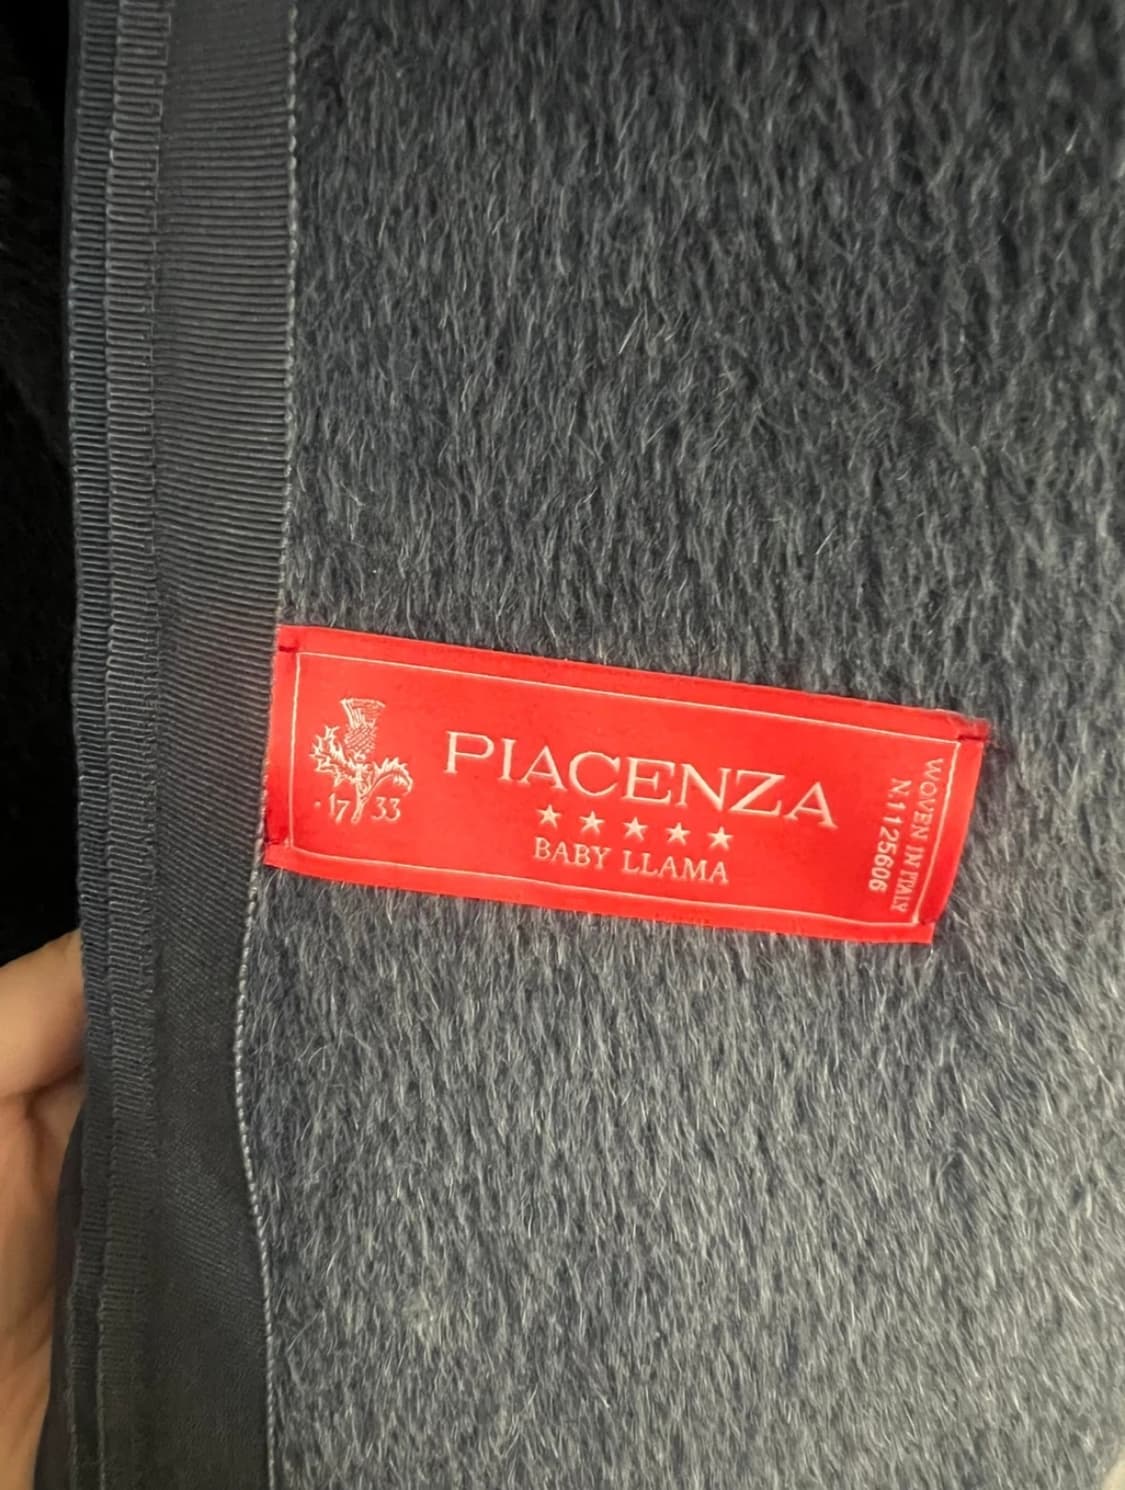 PIACENZA
★★★★★
BABY LLAMA
·17 33
WOVEN IN ITALY
N.1125606